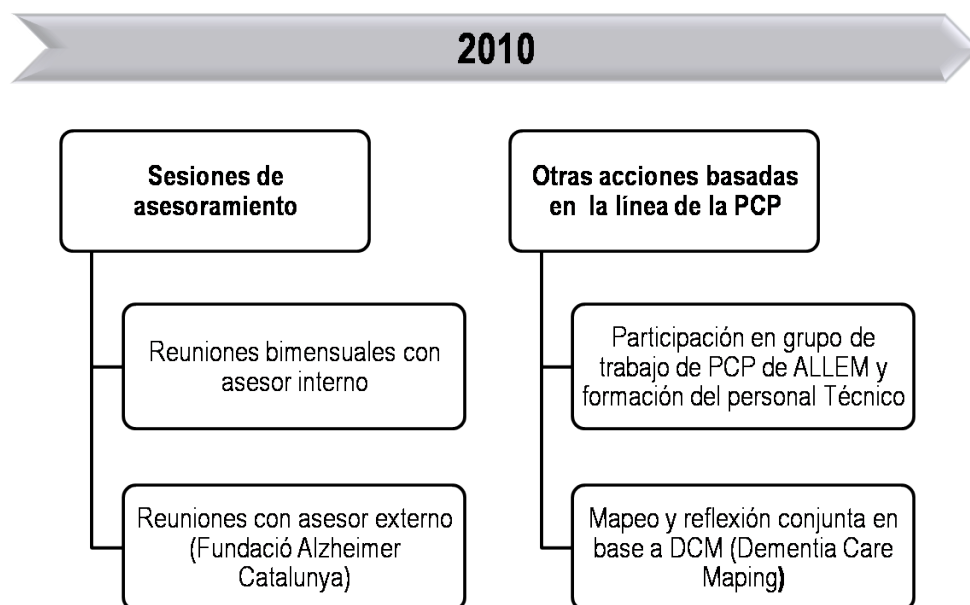 2010
Sesiones de
asesoramiento
Reuniones bimensuales con
asesor interno
Reuniones con asesor externo
(Fundació Alzheimer
Catalunya)
Otras acciones basadas
en la línea de la PCP
Participación en grupo de
trabajo de PCP de ALLEM y
formación del personal Técnico
Mapeo y reflexión conjunta en
base a DCM (Dementia Care
Maping)